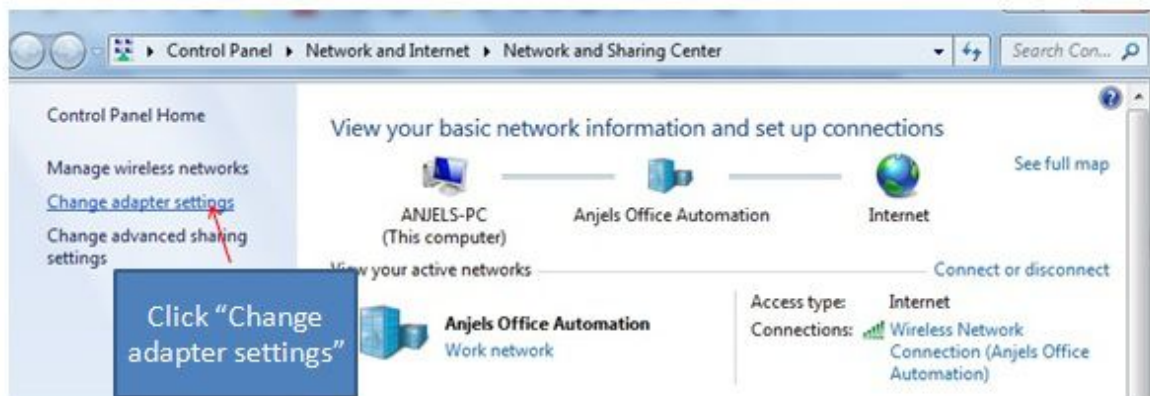 Control Panel ▸ Network and Internet ▸ Network and Sharing Center
Search Con...
Control Panel Home
Manage wireless networks
Change adapter settings
Change advanced sharing
settings
View your basic network information and set up connections
See full map
ANJELS-PC
(This computer)
Anjels Office Automation
Internet
View your active networks
Connect or disconnect
Anjels Office Automation
Work network
Access type: Internet
Connections: Wireless Network
Connection (Anjels Office
Automation)
Click “Change
adapter settings”